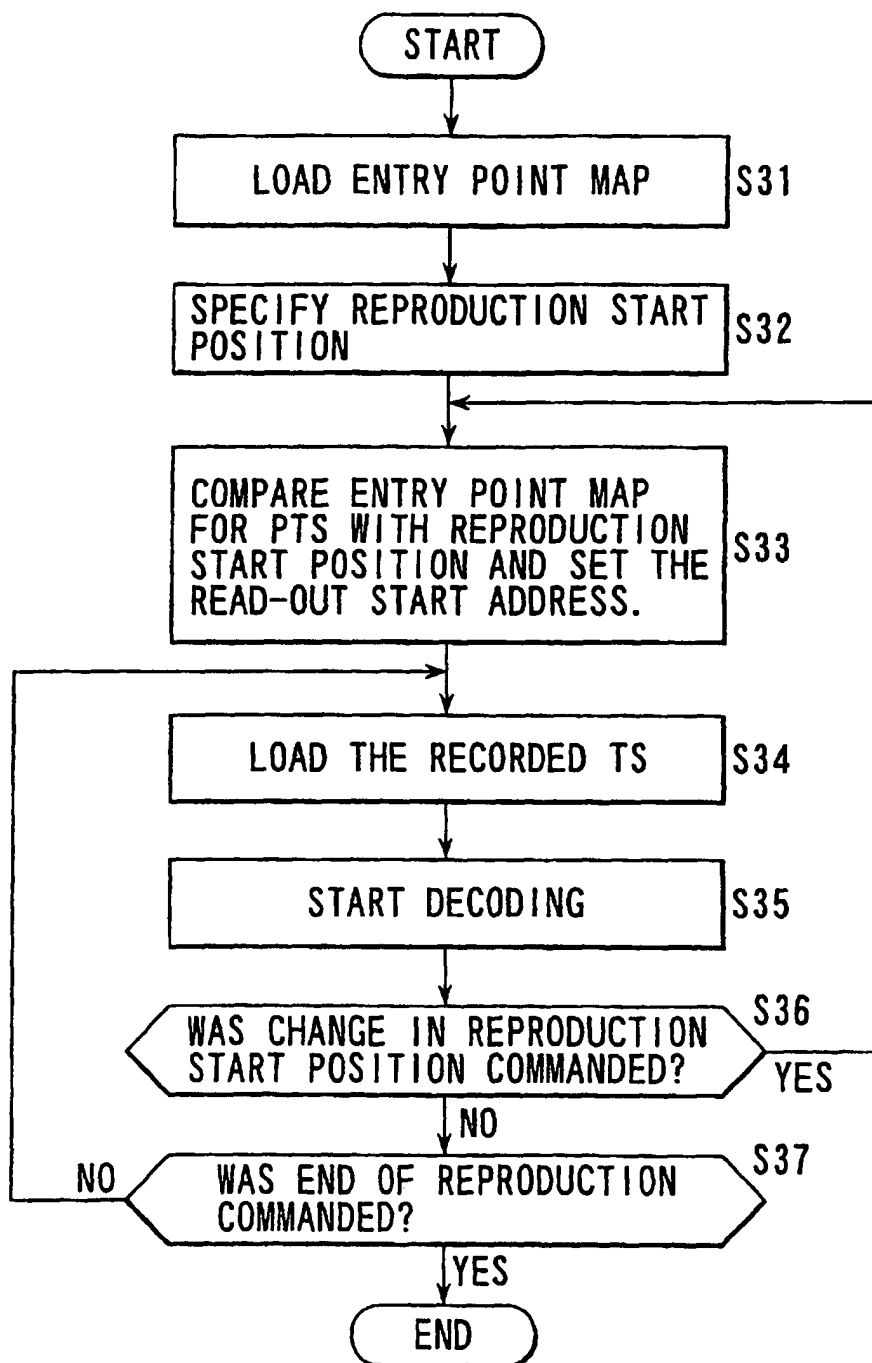 START
LOAD ENTRY POINT MAP
S31
SPECIFY REPRODUCTION START
POSITION
S32
COMPARE ENTRY POINT MAP
FOR PTS WITH REPRODUCTION
START POSITION AND SET THE
READ-OUT START ADDRESS.
S33
LOAD THE RECORDED TS
S34
START DECODING
S35
S36
WAS CHANGE IN REPRODUCTION
START POSITION COMMANDED?
YES
NO
S37
NO
WAS END OF REPRODUCTION
COMMANDED?
YES
END